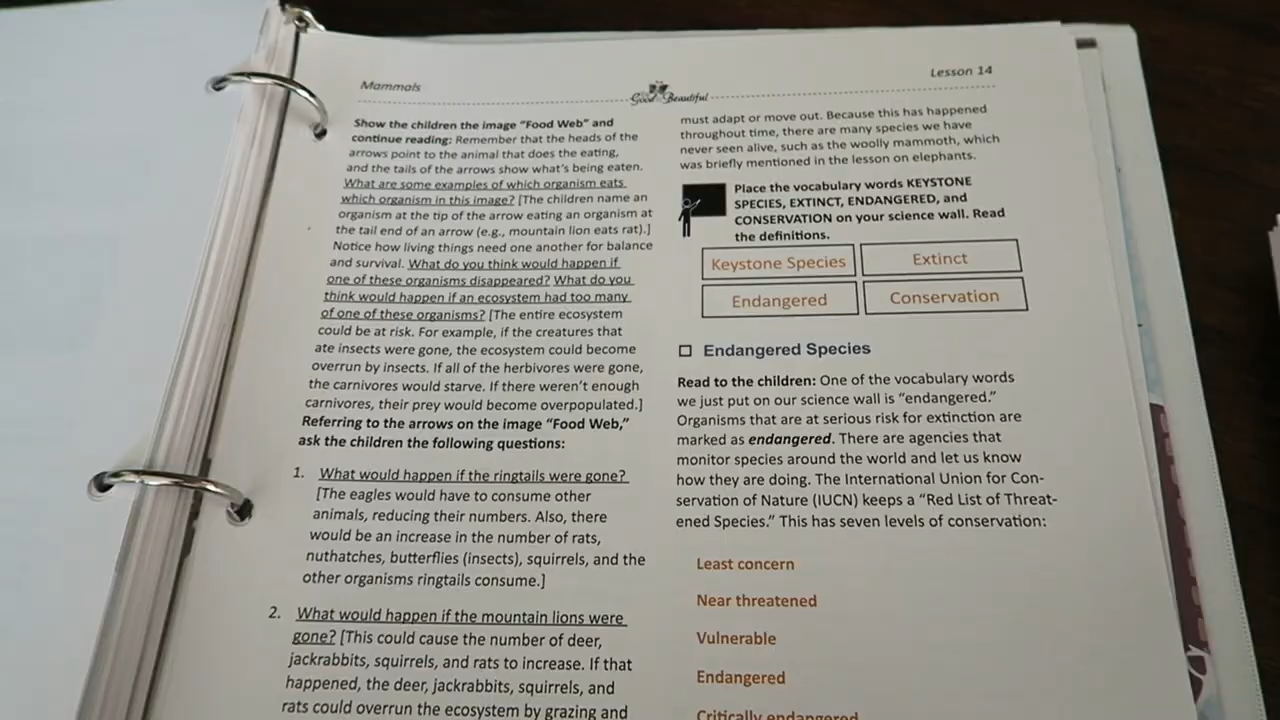 Mammals
Lesson 14
Good & Beautiful
Show the children the image “Food Web” and
continue reading: Remember that the heads of the
arrows point to the animal that does the eating,
and the tails of the arrows show what’s being eaten.
What are some examples of which organism eats
which organism in this image? [The children name an
organism at the tip of the arrow eating an organism at
the tail end of an arrow (e.g., mountain lion eats rat).]
Notice how living things need one another for balance
and survival. What do you think would happen if
one of these organisms disappeared? What do you
think would happen if an ecosystem had too many
of one of these organisms? [The entire ecosystem
could be at risk. For example, if the creatures that
ate insects were gone, the ecosystem could become
overrun by insects. If all of the herbivores were gone,
the carnivores would starve. If there weren’t enough
carnivores, their prey would become overpopulated.]
Referring to the arrows on the image “Food Web,”
ask the children the following questions:
1. What would happen if the ringtails were gone?
[The eagles would have to consume other
animals, reducing their numbers. Also, there
would be an increase in the number of rats,
nuthatches, butterflies (insects), squirrels, and the
other organisms ringtails consume.]
2. What would happen if the mountain lions were
gone? [This could cause the number of deer,
jackrabbits, squirrels, and rats to increase. If that
happened, the deer, jackrabbits, squirrels, and
rats could overrun the ecosystem by grazing and
must adapt or move out. Because this has happened
throughout time, there are many species we have
never seen alive, such as the woolly mammoth, which
was briefly mentioned in the lesson on elephants.
Place the vocabulary words KEYSTONE
SPECIES, EXTINCT, ENDANGERED, and
CONSERVATION on your science wall. Read
the definitions.
Keystone Species
Extinct
Endangered
Conservation
Endangered Species
Read to the children: One of the vocabulary words
we just put on our science wall is “endangered.”
Organisms that are at serious risk for extinction are
marked as endangered. There are agencies that
monitor species around the world and let us know
how they are doing. The International Union for Con-
servation of Nature (IUCN) keeps a “Red List of Threat-
ened Species.” This has seven levels of conservation:
Least concern
Near threatened
Vulnerable
Endangered
Critically endangered